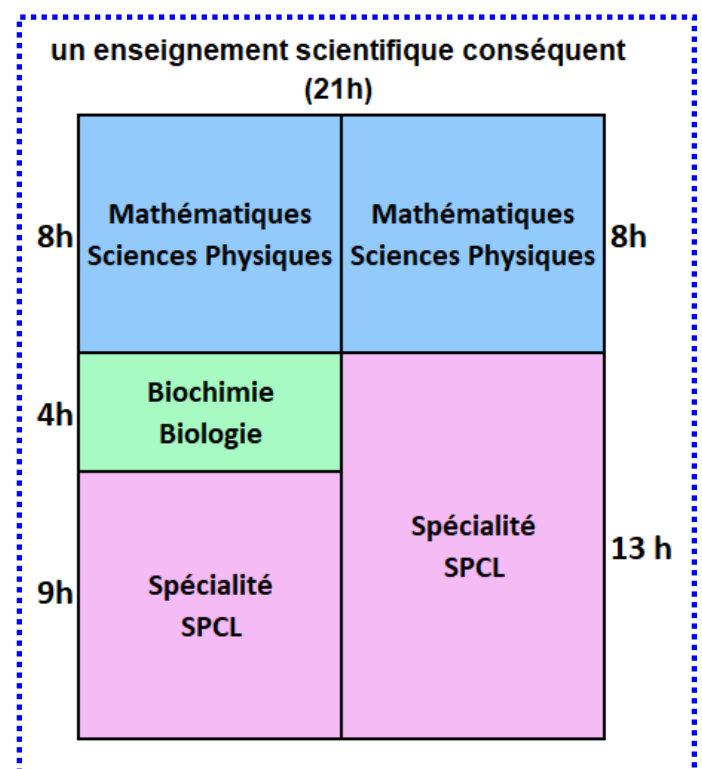 un enseignement scientifique conséquent
(21h)
8h
Mathématiques
Sciences Physiques
Mathématiques
Sciences Physiques
8h
4h
Biochimie
Biologie
9h
Spécialité
SPCL
Spécialité
SPCL
13 h